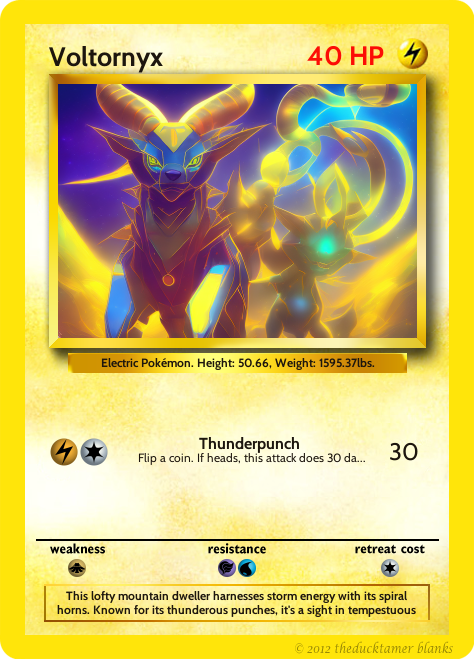 Voltornyx
40 HP
Electric Pokémon. Height: 50.66, Weight: 1595.37lbs.
Thunderpunch
30
Flip a coin. If heads, this attack does 30 da...
weakness
resistance
retreat cost
This lofty mountain dweller harnesses storm energy with its spiral
horns. Known for its thunderous punches, it's a sight in tempestuous
© 2012 theducktamer blanks